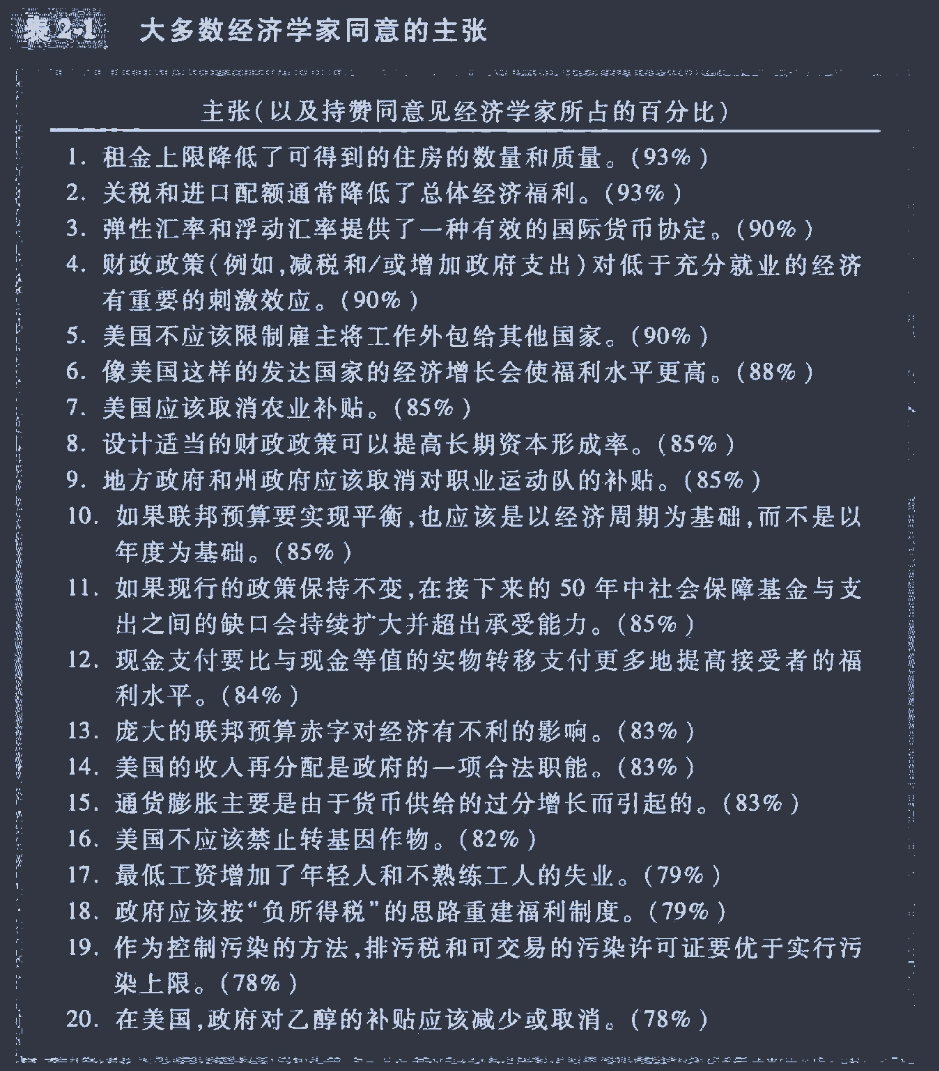 表 2-1 大多数经济学家同意的主张
主张(以及持赞同意见经济学家所占的百分比)
1. 租金上限降低了可得到的住房的数量和质量。(93%)
2. 关税和进口配额通常降低了总体经济福利。(93%)
3. 弹性汇率和浮动汇率提供了一种有效的国际货币协定。(90%)
4. 财政政策(例如,减税和/或增加政府支出)对低于充分就业的经济
有重要的刺激效应。(90%)
5. 美国不应该限制雇主将工作外包给其他国家。(90%)
6. 像美国这样的发达国家的经济增长会使福利水平更高。(88%)
7. 美国应该取消农业补贴。(85%)
8. 设计适当的财政政策可以提高长期资本形成率。(85%)
9. 地方政府和州政府应该取消对职业运动队的补贴。(85%)
10. 如果联邦预算要实现平衡,也应该是以经济周期为基础,而不是以
年度为基础。(85%)
11. 如果现行的政策保持不变,在接下来的 50 年中社会保障基金与支
出之间的缺口会持续扩大并超出承受能力。(85%)
12. 现金支付要比与现金等值的实物转移支付更多地提高接受者的福
利水平。(84%)
13. 庞大的联邦预算赤字对经济有不利的影响。(83%)
14. 美国的收入再分配是政府的一项合法职能。(83%)
15. 通货膨胀主要是由于货币供给的过分增长而引起的。(83%)
16. 美国不应该禁止转基因作物。(82%)
17. 最低工资增加了年轻人和不熟练工人的失业。(79%)
18. 政府应该按“负所得税”的思路重建福利制度。(79%)
19. 作为控制污染的方法,排污税和可交易的污染许可证要优于实行污
染上限。(78%)
20. 在美国,政府对乙醇的补贴应该减少或取消。(78%)